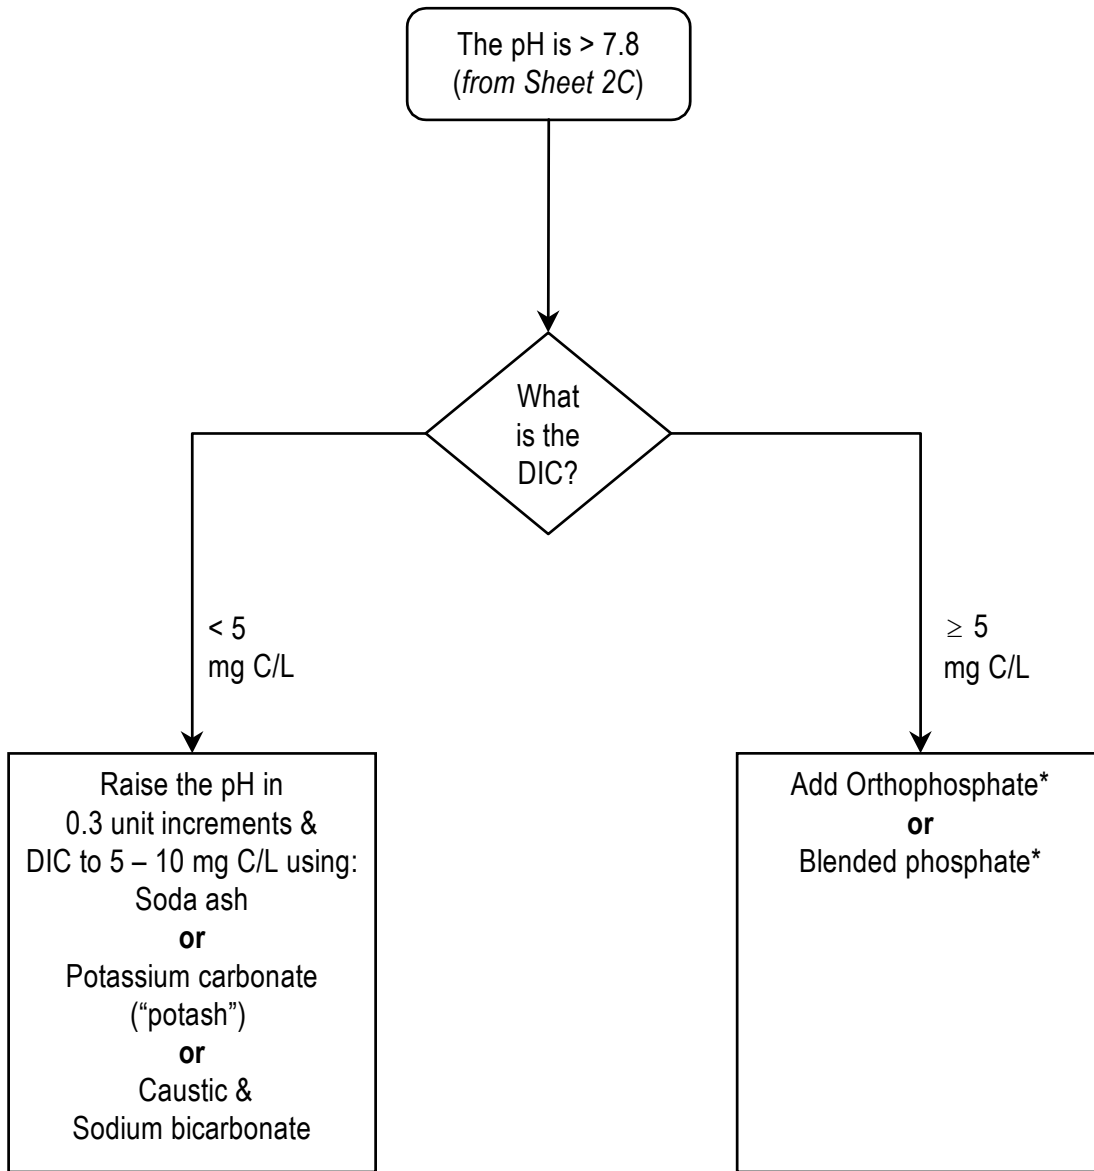 The pH is > 7.8
(from Sheet 2C)
What
is the
DIC?
< 5
mg C/L
≥ 5
mg C/L
Raise the pH in
0.3 unit increments &
DIC to 5 – 10 mg C/L using:
Soda ash
or
Potassium carbonate
(“potash”)
or
Caustic &
Sodium bicarbonate
Add Orthophosphate*
or
Blended phosphate*